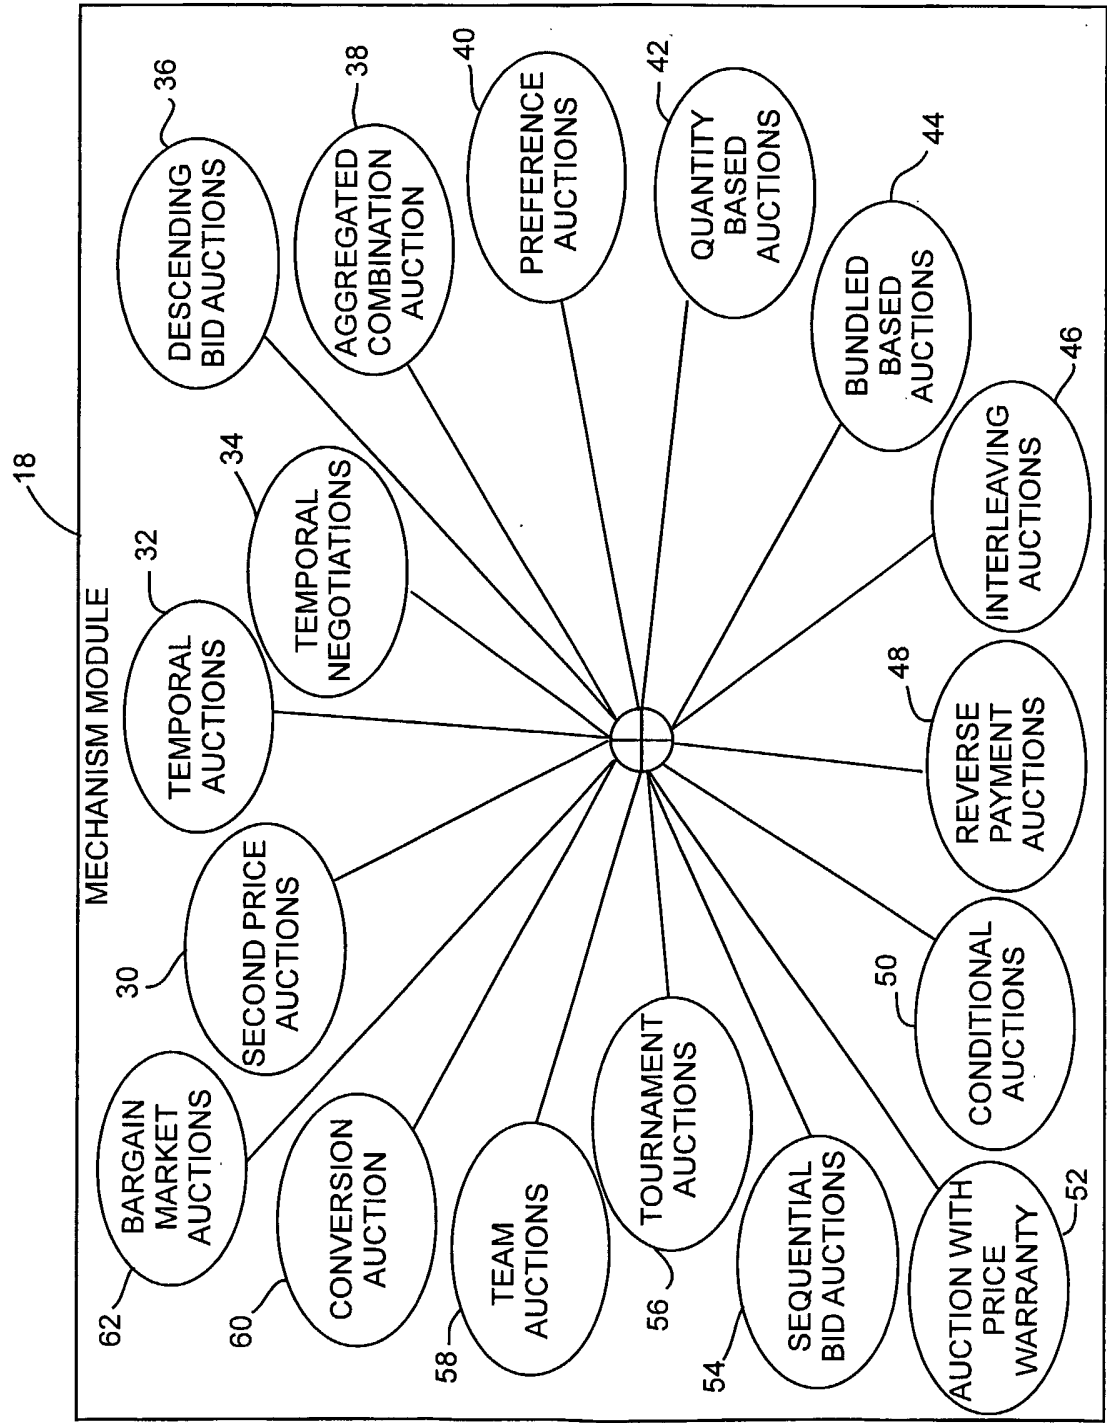 18
MECHANISM MODULE
30
SECOND PRICE
AUCTIONS
32
TEMPORAL
AUCTIONS
34
TEMPORAL
NEGOTIATIONS
36
DESCENDING
BID AUCTIONS
38
AGGREGATED
COMBINATION
AUCTION
40
PREFERENCE
AUCTIONS
42
QUANTITY
BASED
AUCTIONS
44
BUNDLED
BASED
AUCTIONS
46
INTERLEAVING
AUCTIONS
48
REVERSE
PAYMENT
AUCTIONS
50
CONDITIONAL
AUCTIONS
52
AUCTION WITH
PRICE
WARRANTY
54
SEQUENTIAL
BID AUCTIONS
56
TOURNAMENT
AUCTIONS
58
TEAM
AUCTIONS
60
CONVERSION
AUCTION
62
BARGAIN
MARKET
AUCTIONS